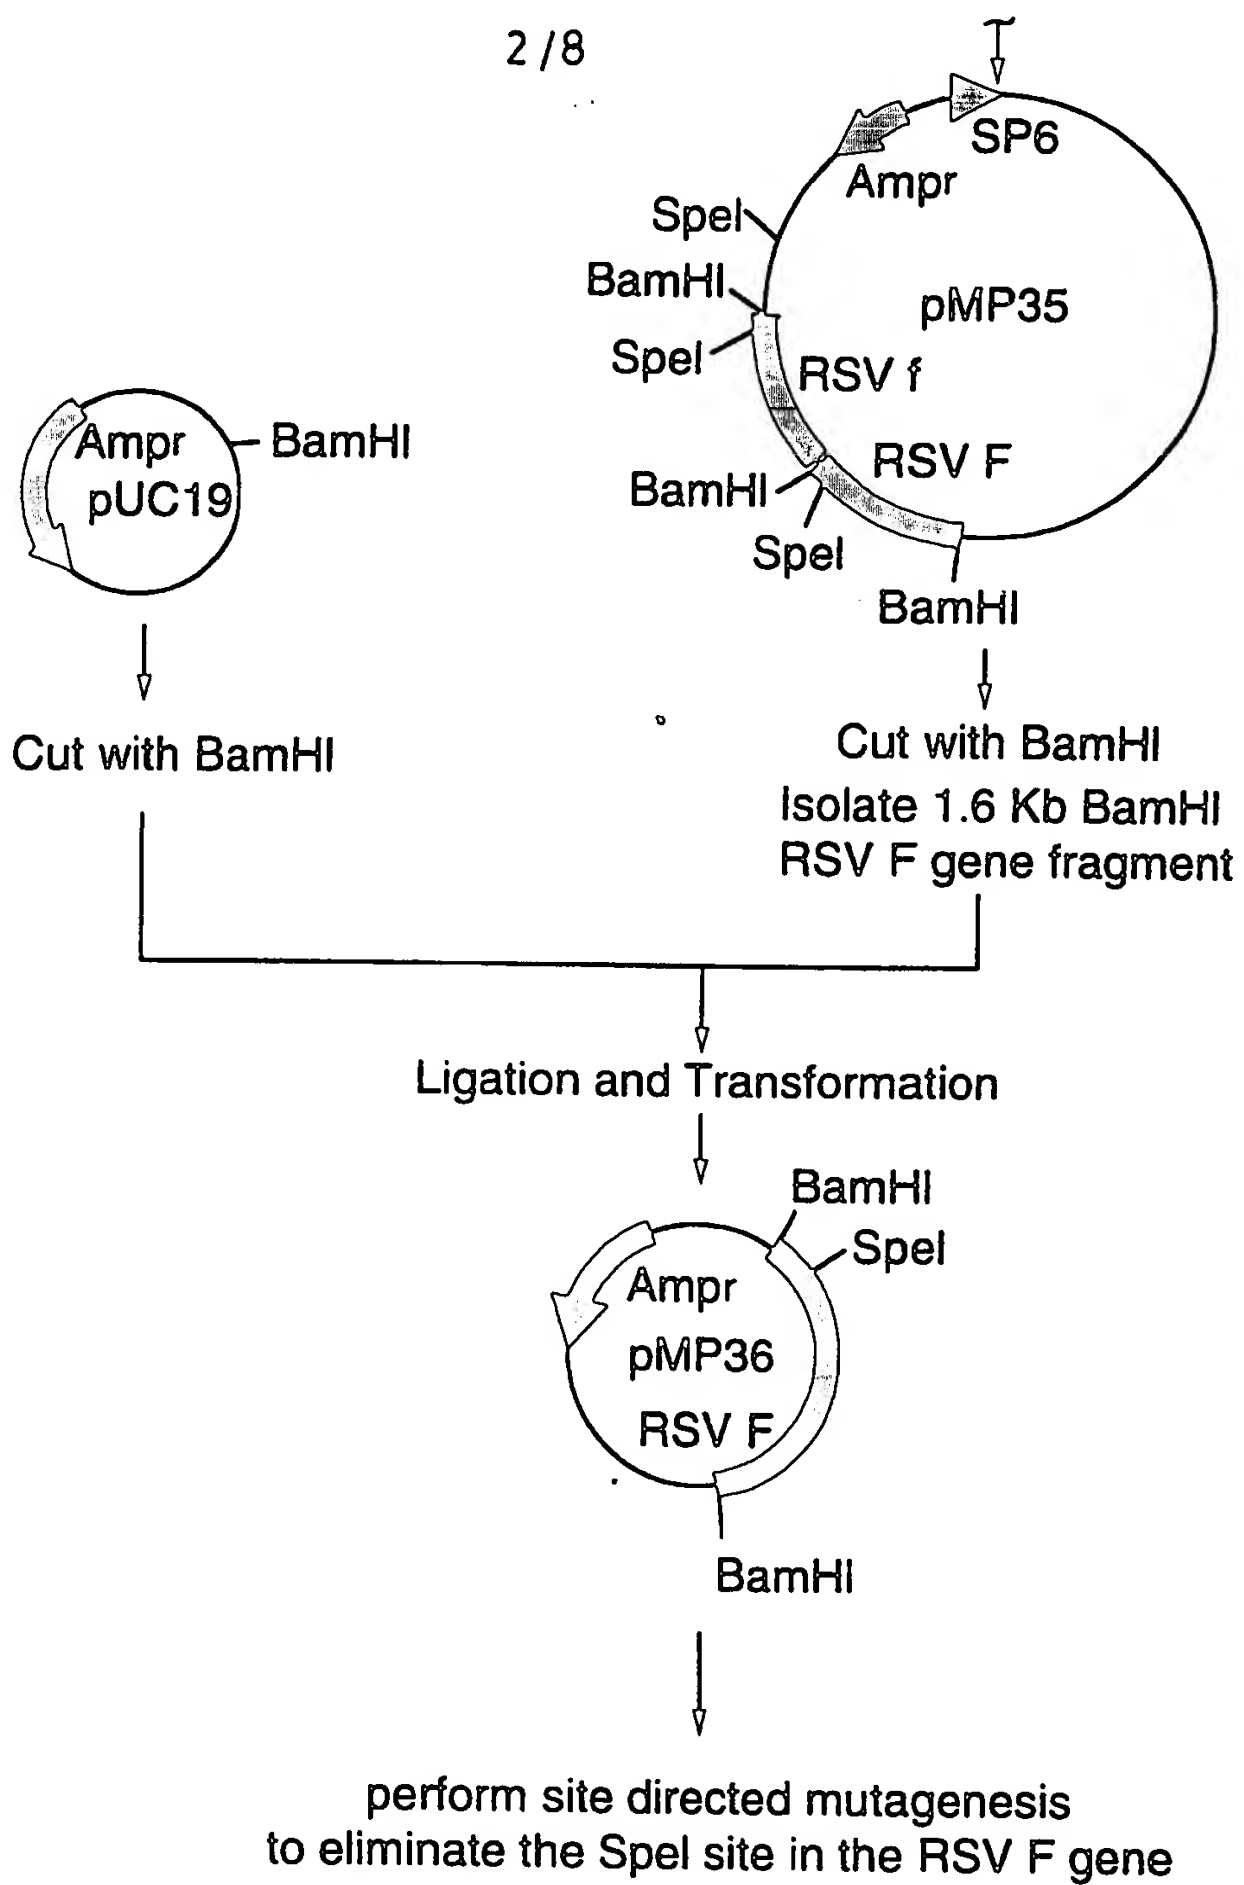 2/8
SP6
Ampr
SpeI
BamHI
pMP35
SpeI
RSV f
Ampr
BamHI
RSV F
pUC19
BamHI
SpeI
BamHI
Cut with BamHI
Cut with BamHI
Isolate 1.6 Kb BamHI
RSV F gene fragment
Ligation and Transformation
BamHI
SpeI
Ampr
pMP36
RSV F
BamHI
perform site directed mutagenesis
to eliminate the SpeI site in the RSV F gene